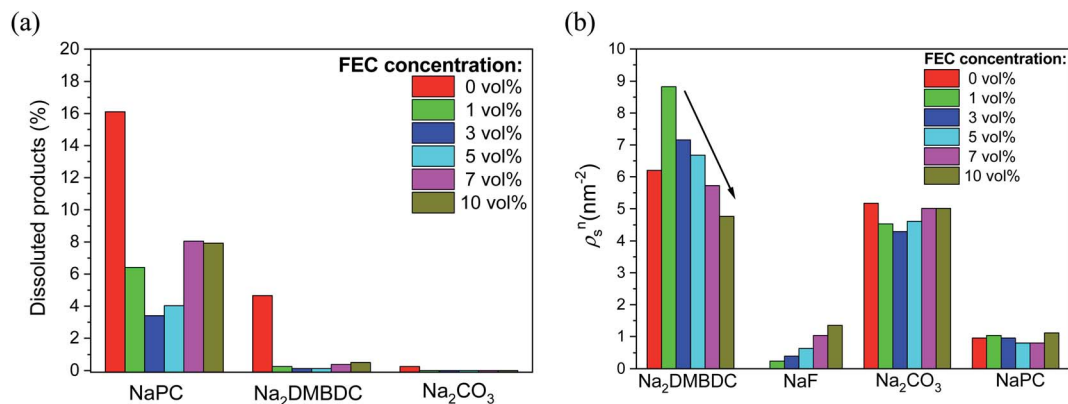 (a)
Dissoluted products (%)
20
18
16
14
12
10
8
6
4
2
0
FEC concentration:
0 vol%
1 vol%
3 vol%
5 vol%
7 vol%
10 vol%
NaPC
Na₂DMBDC
Na₂CO₃
(b)
ρₛⁿ(nm⁻²)
10
9
8
7
6
5
4
3
2
1
0
FEC concentration:
0 vol%
1 vol%
3 vol%
5 vol%
7 vol%
10 vol%
Na₂DMBDC
NaF
Na₂CO₃
NaPC